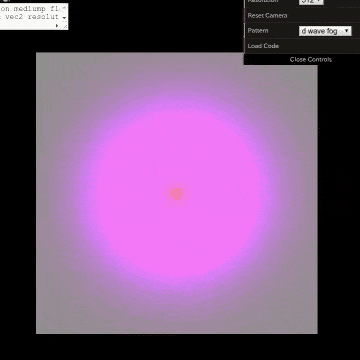 on mediump fl
vec2 resolut
Resolution 512
Reset Camera
Pattern d wave fog
Load Code
Close Controls